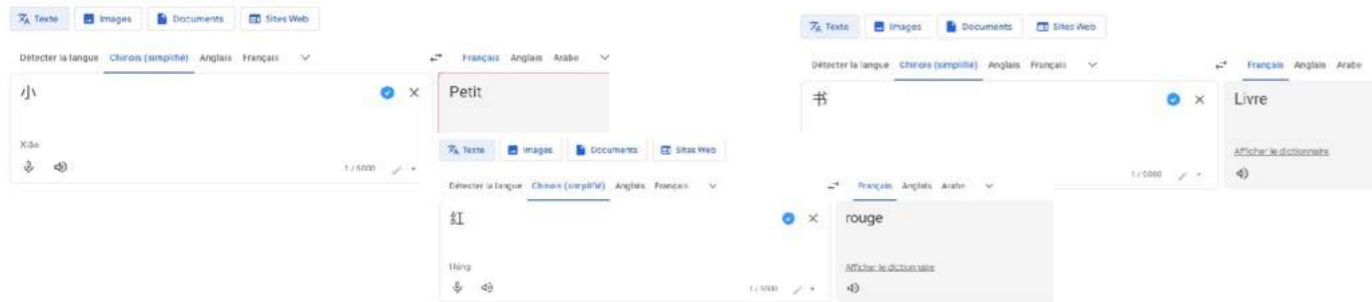 Texte Images Documents Sites Web
Détecter la langue Chinois (simplifié) Anglais Français
Français Anglais Arabe
小
Petit
Xiǎo
1 / 5000
Texte Images Documents Sites Web
Détecter la langue Chinois (simplifié) Anglais Français
Français Anglais Arabe
书
Livre
Afficher le dictionnaire
1 / 5000
Texte Images Documents Sites Web
Détecter la langue Chinois (simplifié) Anglais Français
Français Anglais Arabe
红
rouge
Hóng
Afficher le dictionnaire
1 / 5000